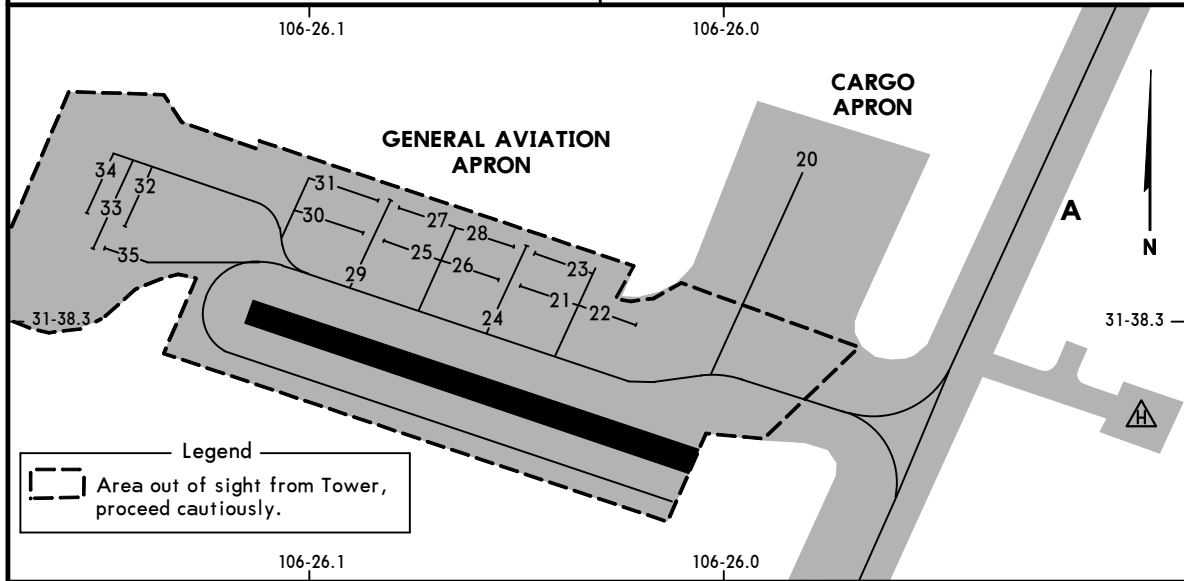 106-26.1
106-26.0
CARGO
APRON
GENERAL AVIATION
APRON
20
34
32
33
31
30
27
28
A
N
35
25
26
23
29
21
22
24
31-38.3
31-38.3
H
Legend
Area out of sight from Tower,
proceed cautiously.
106-26.1
106-26.0